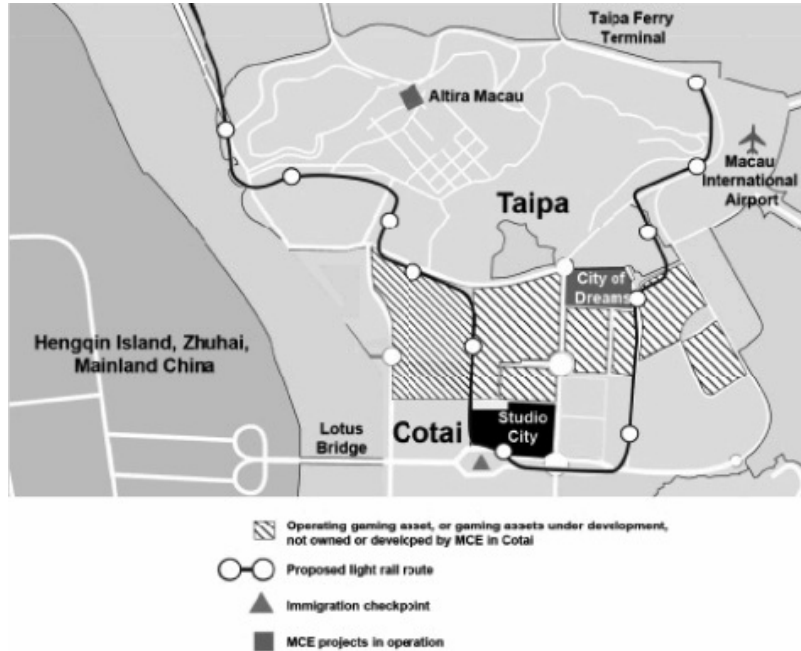 Taipa Ferry
Terminal
Altira Macau
Macau
International
Airport
Taipa
City of
Dreams
Hengqin Island, Zhuhai,
Mainland China
Lotus
Bridge
Cotai
Studio
City
Operating gaming asset, or gaming assets under development,
not owned or developed by MCE in Cotai
Proposed light rail route
Immigration checkpoint
MCE projects in operation